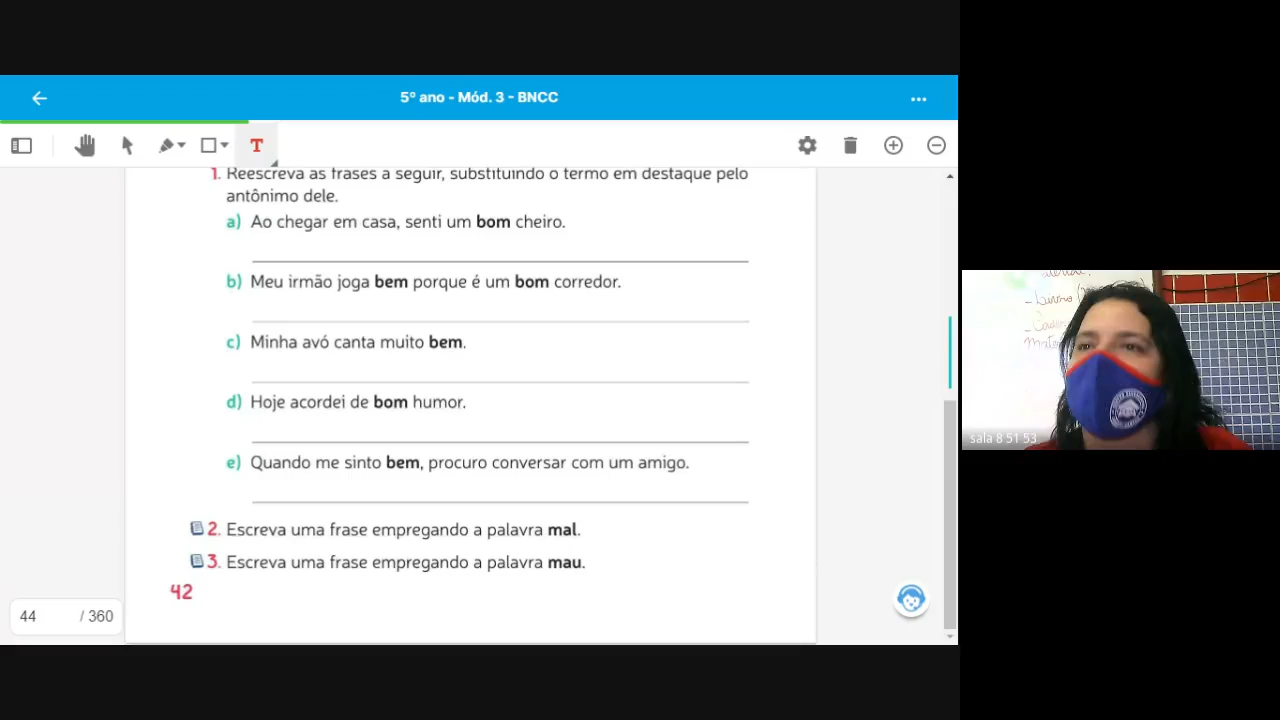 5º ano - Mód. 3 - BNCC
T
1. Reescreva as frases a seguir, substituindo o termo em destaque pelo
antônimo dele.
a) Ao chegar em casa, senti um bom cheiro.
b) Meu irmão joga bem porque é um bom corredor.
c) Minha avó canta muito bem.
d) Hoje acordei de bom humor.
e) Quando me sinto bem, procuro conversar com um amigo.
2. Escreva uma frase empregando a palavra mal.
3. Escreva uma frase empregando a palavra mau.
42
44 / 360
- Livro
sala 8 51 53